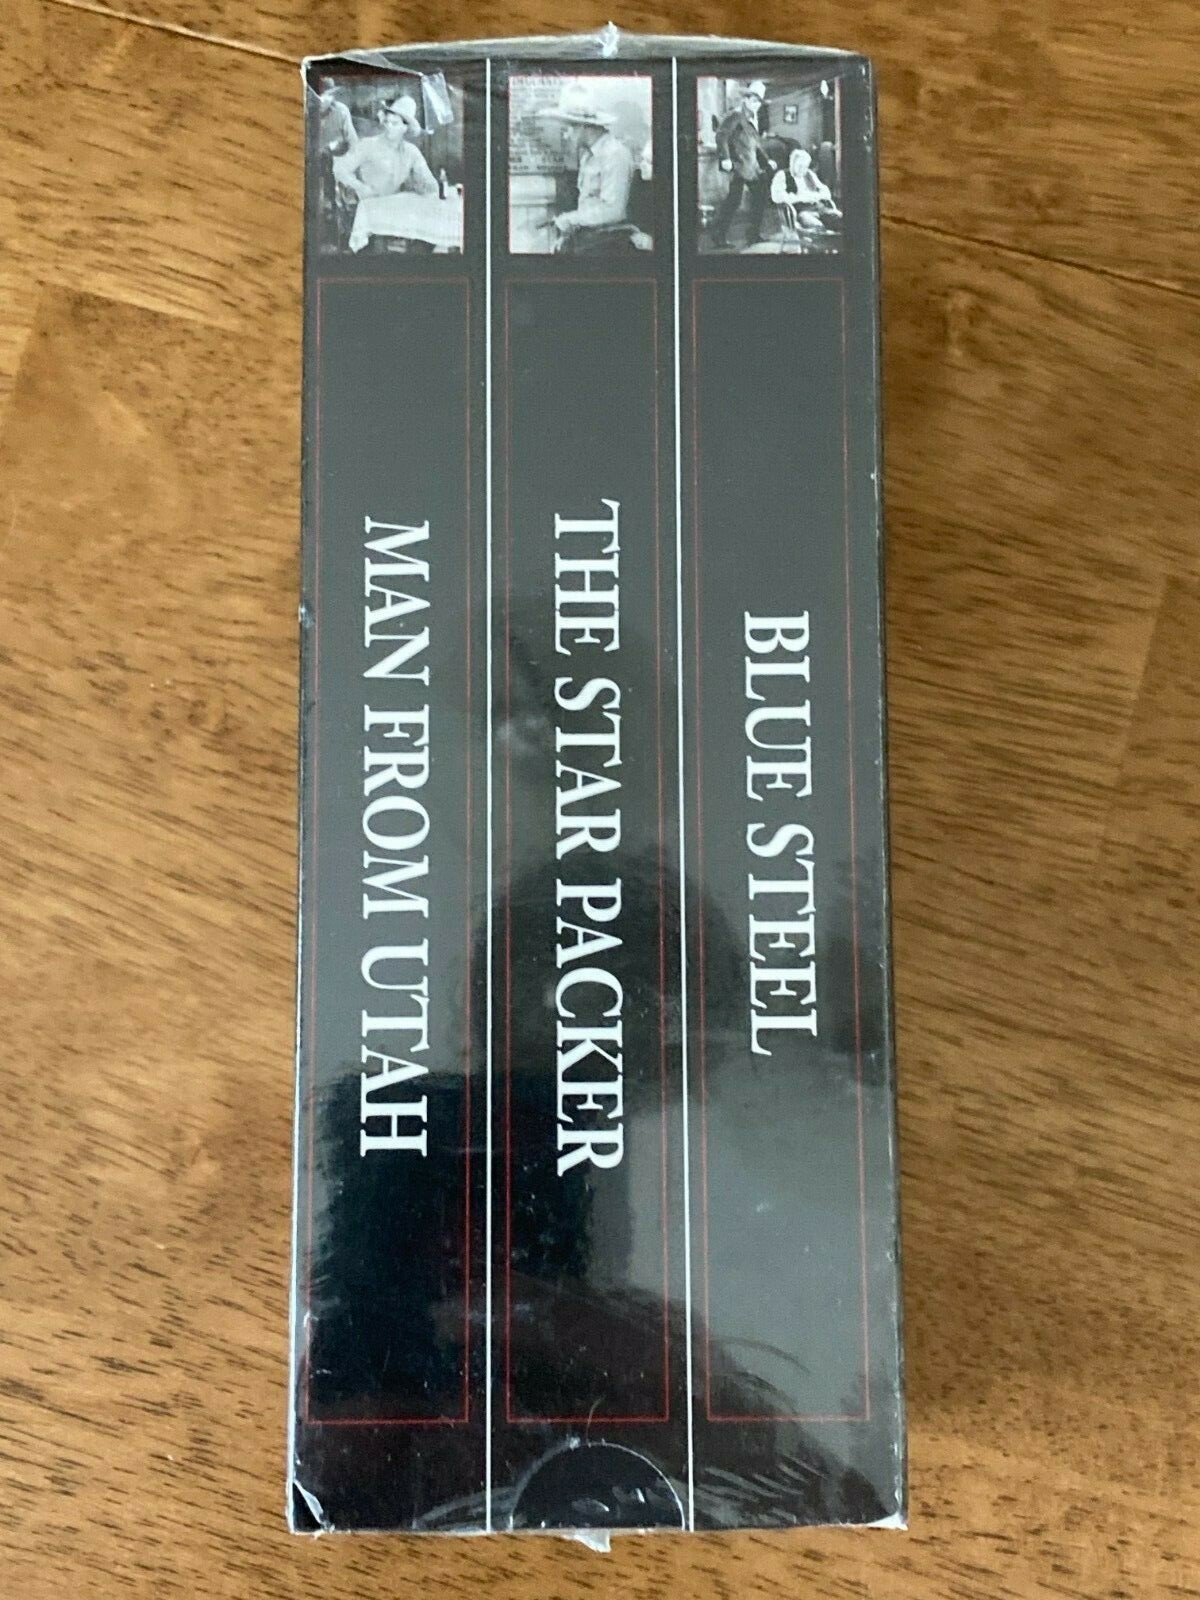 MAN FROM UTAH
THE STAR PACKER
BLUE STEEL